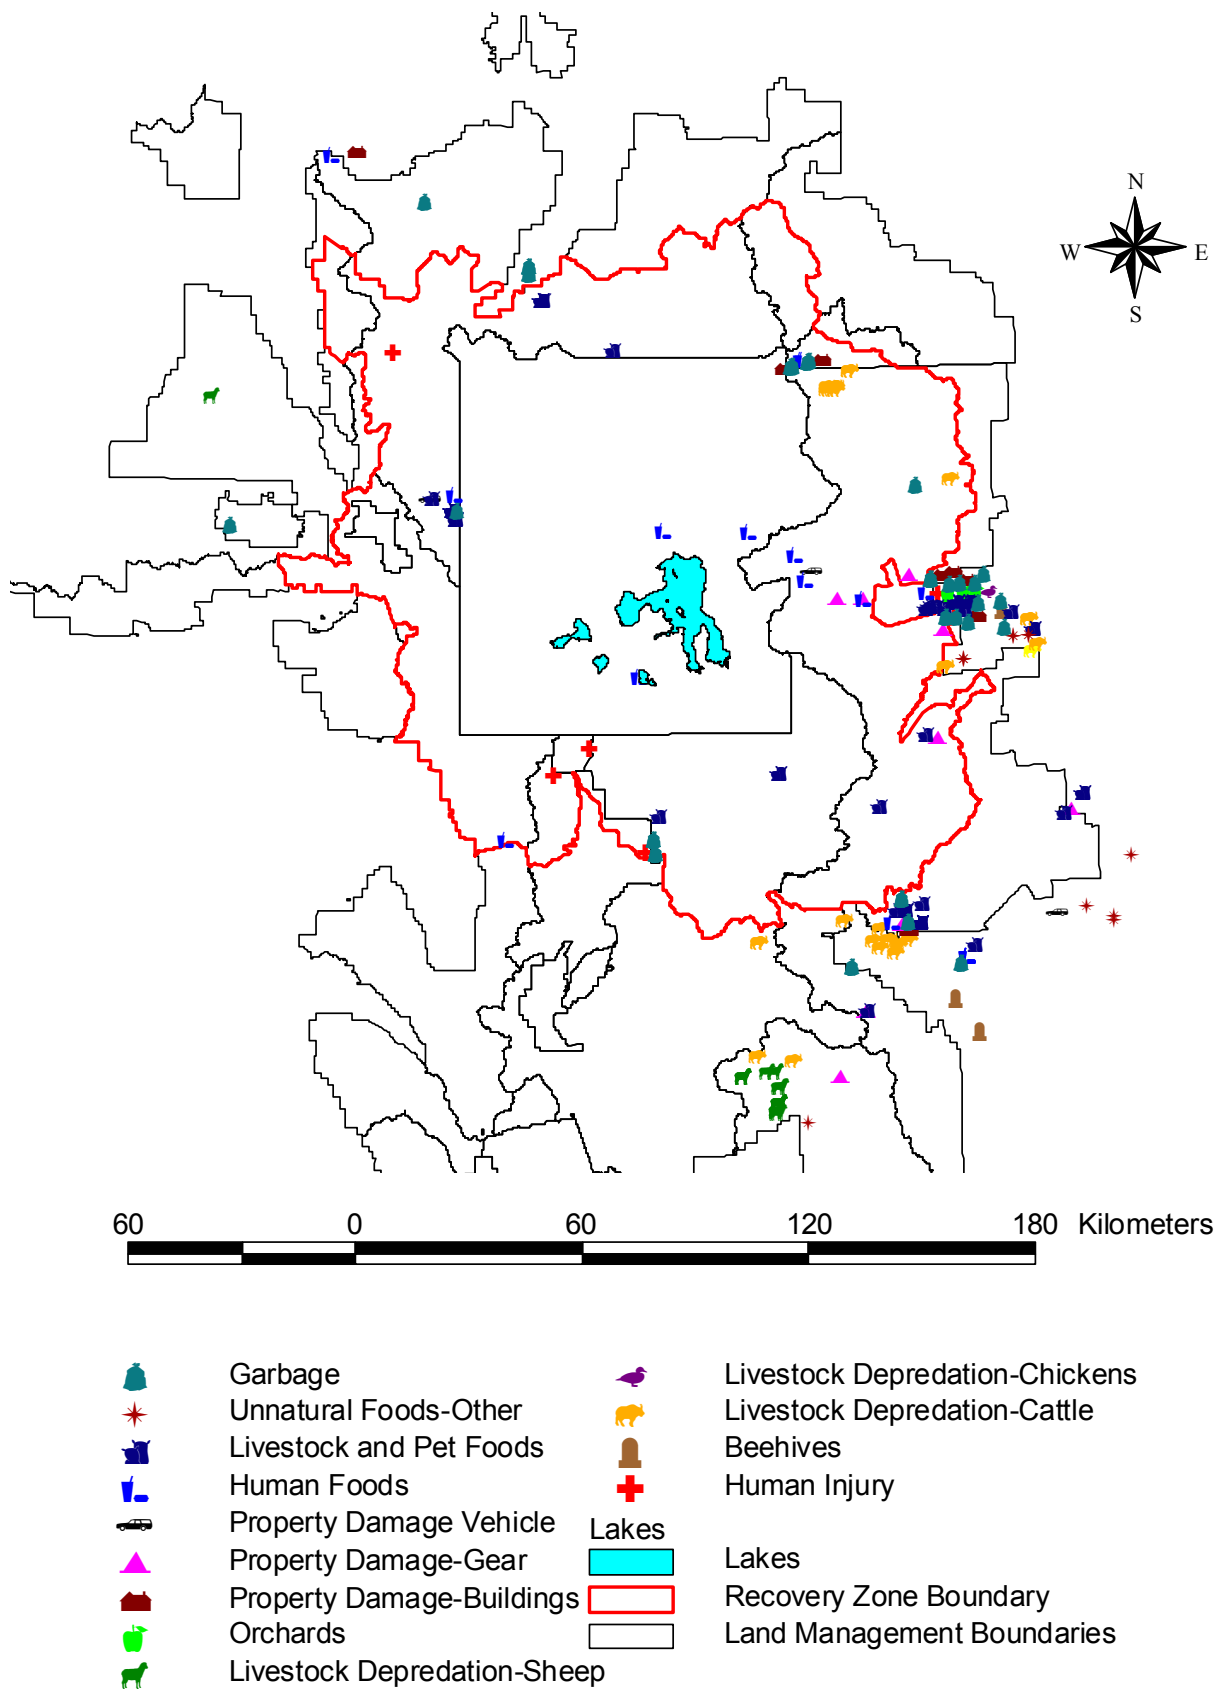 N
W E
S
60 0 60 120 180 Kilometers
Garbage
Unnatural Foods-Other
Livestock and Pet Foods
Human Foods
Property Damage Vehicle
Property Damage-Gear
Property Damage-Buildings
Orchards
Livestock Depredation-Sheep
Livestock Depredation-Chickens
Livestock Depredation-Cattle
Beehives
Human Injury
Lakes
Lakes
Recovery Zone Boundary
Land Management Boundaries